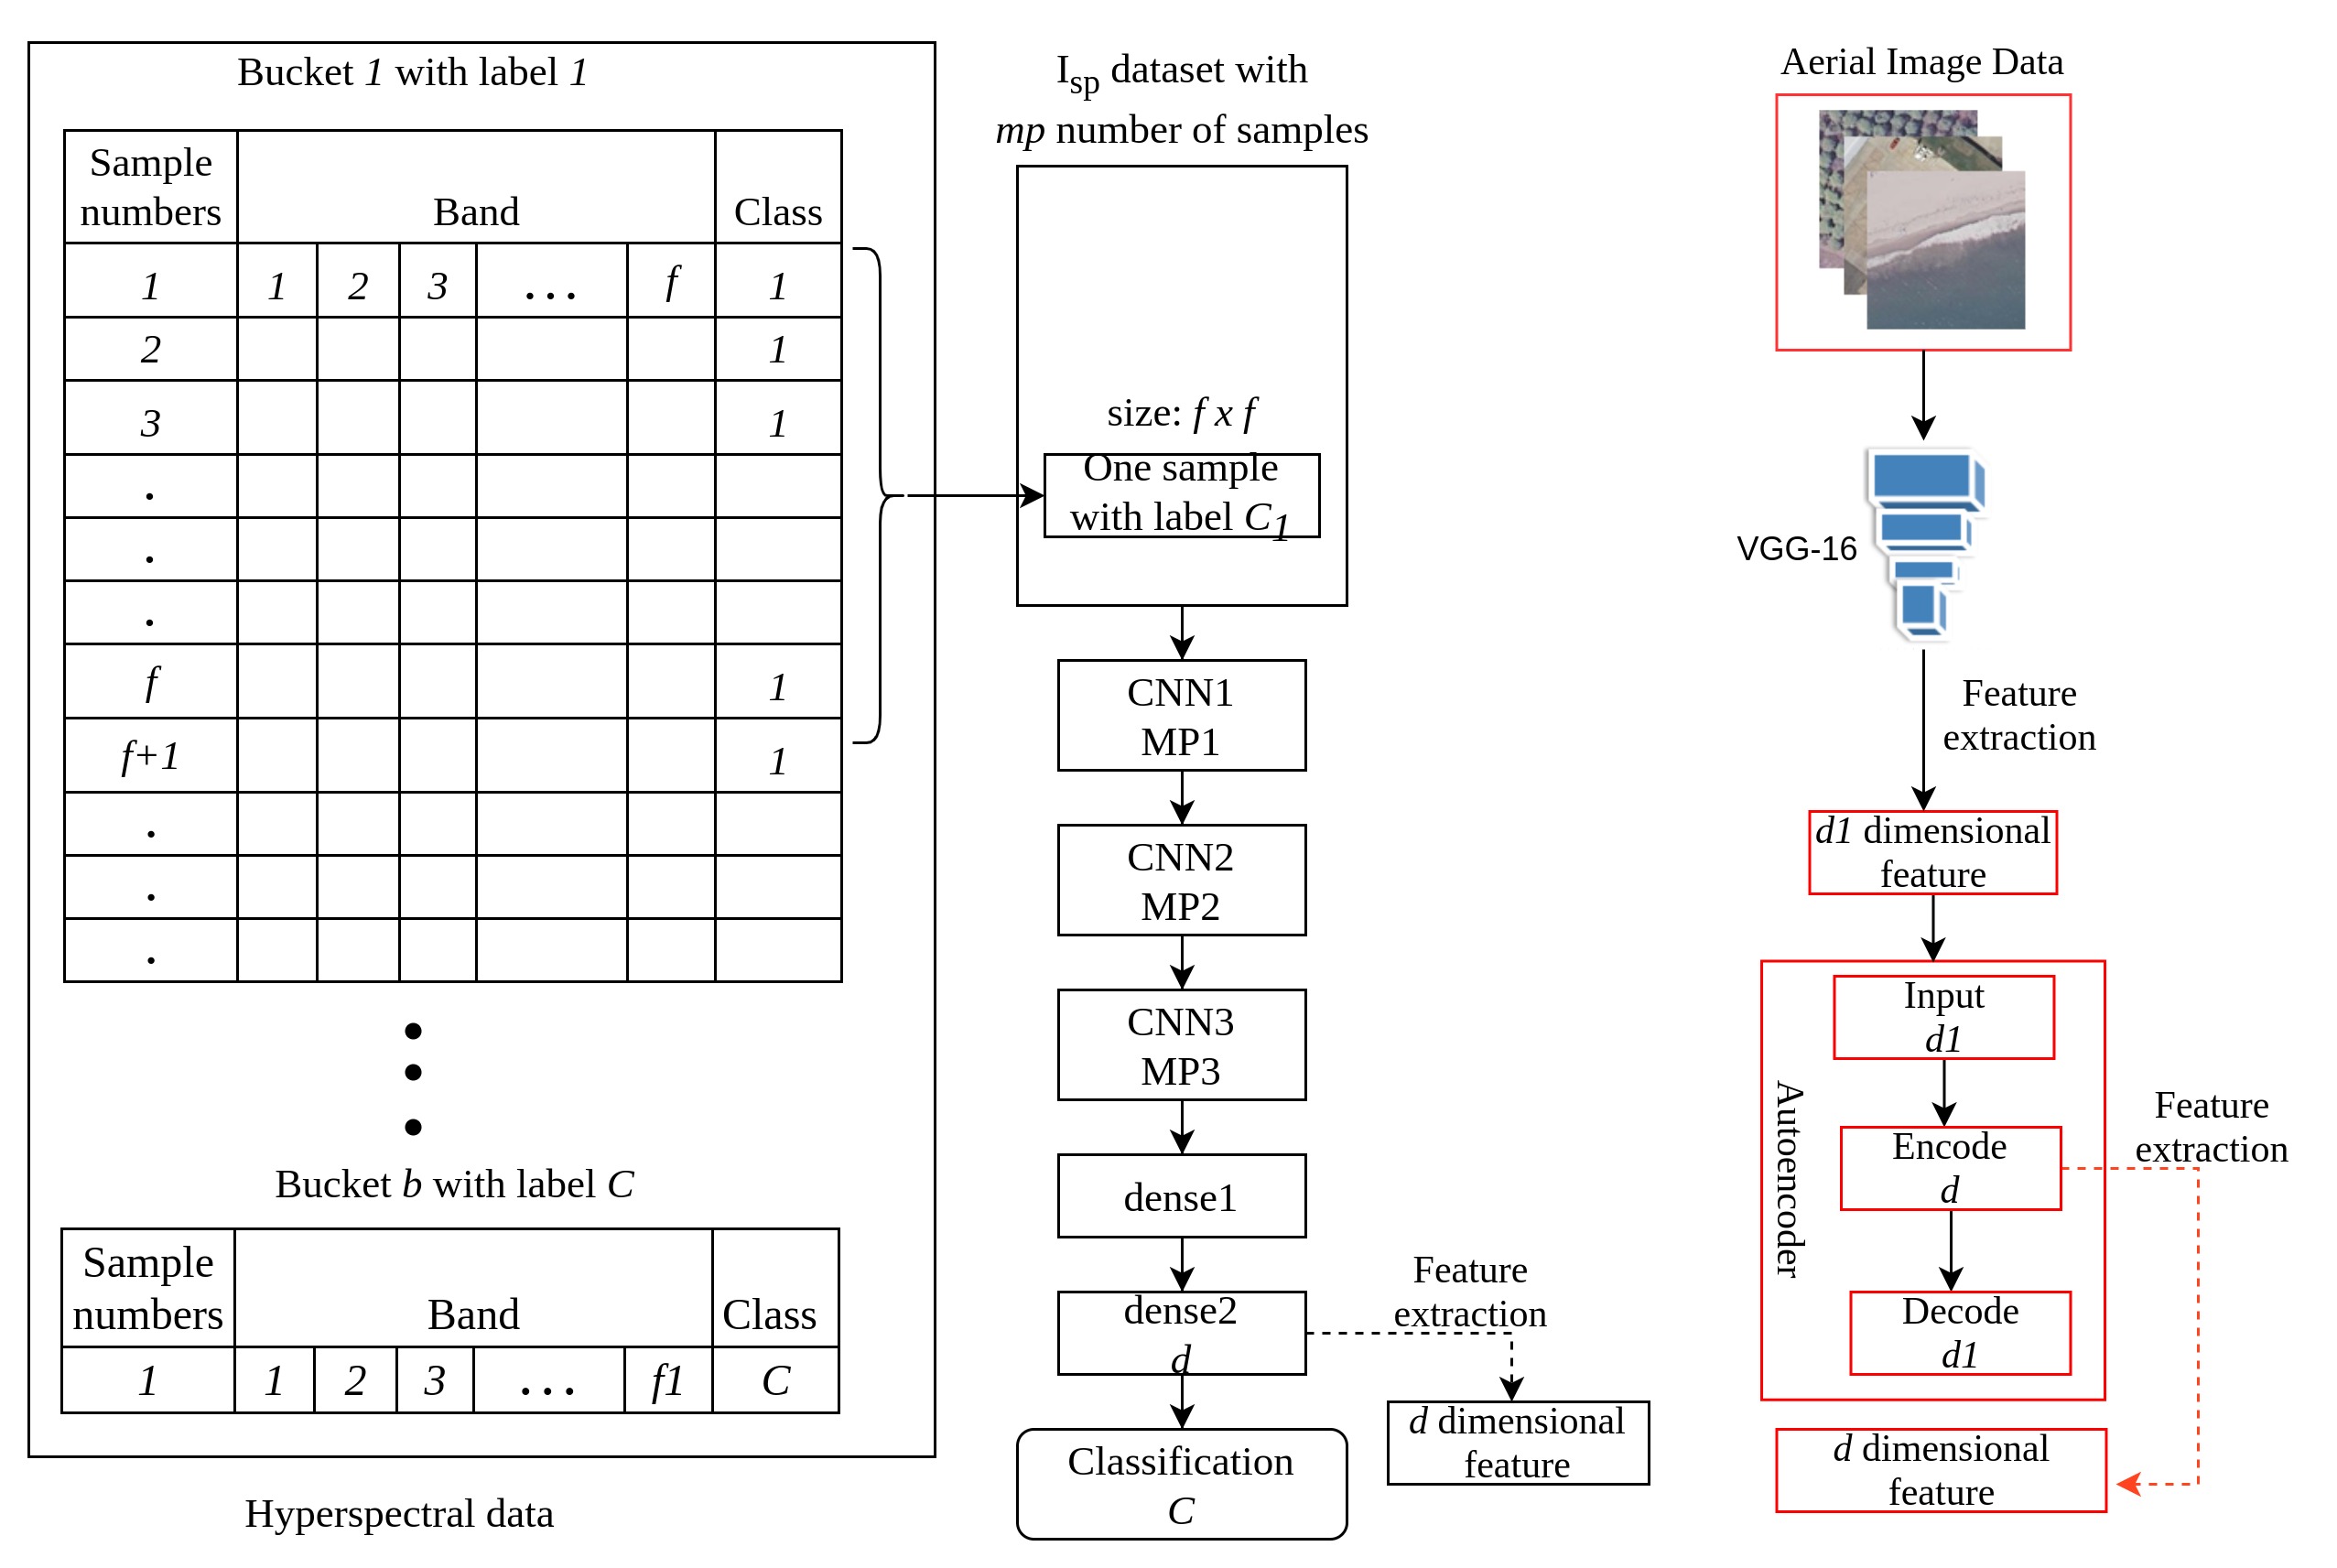 Bucket 1 with label 1
Sample
numbers
Band
Class
1 1 2 3 ... f 1
2 1
3 1
.
.
.
f 1
f+1 1
.
.
.
Bucket b with label C
Sample
numbers
Band
Class
1 1 2 3 ... f1 C
Hyperspectral data
Isp dataset with
mp number of samples
size: f x f
One sample
with label C1
CNN1
MP1
CNN2
MP2
CNN3
MP3
dense1
dense2
d
Classification
C
Feature
extraction
d dimensional
feature
Aerial Image Data
VGG-16
Feature
extraction
d1 dimensional
feature
Autoencoder
Input
d1
Encode
d
Decode
d1
Feature
extraction
d dimensional
feature